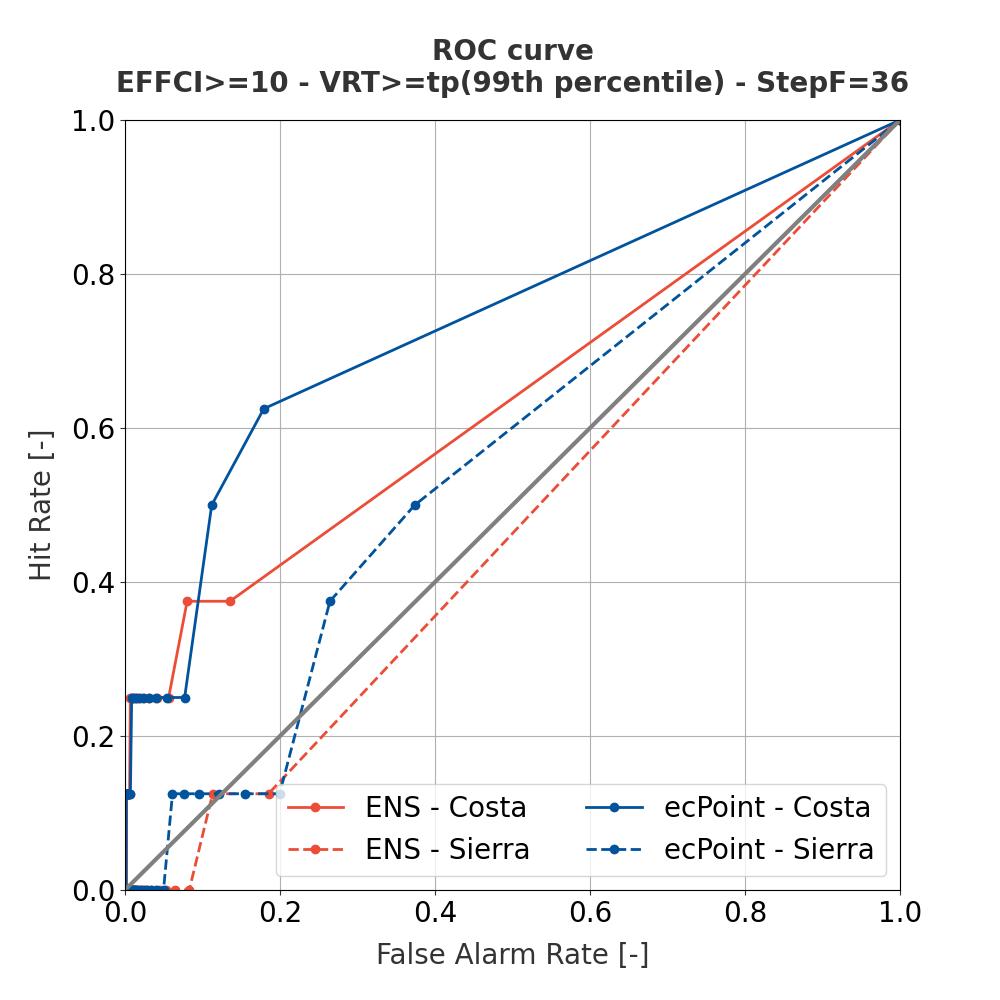 ROC curve
EFFCI>=10 - VRT>=tp(99th percentile) - StepF=36
1.0
0.8
0.6
0.4
0.2
0.0
Hit Rate [-]
ENS - Costa
ecPoint - Costa
ENS - Sierra
ecPoint - Sierra
0.0 0.2 0.4 0.6 0.8 1.0
False Alarm Rate [-]